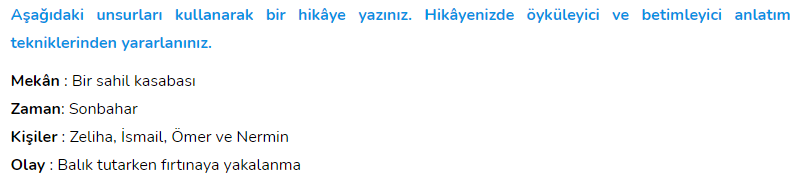 Aşağıdaki unsurları kullanarak bir hikâye yazınız. Hikâyenizde öyküleyici ve betimleyici anlatım
tekniklerinden yararlanınız.
Mekân : Bir sahil kasabası
Zaman: Sonbahar
Kişiler : Zeliha, İsmail, Ömer ve Nermin
Olay : Balık tutarken fırtınaya yakalanma